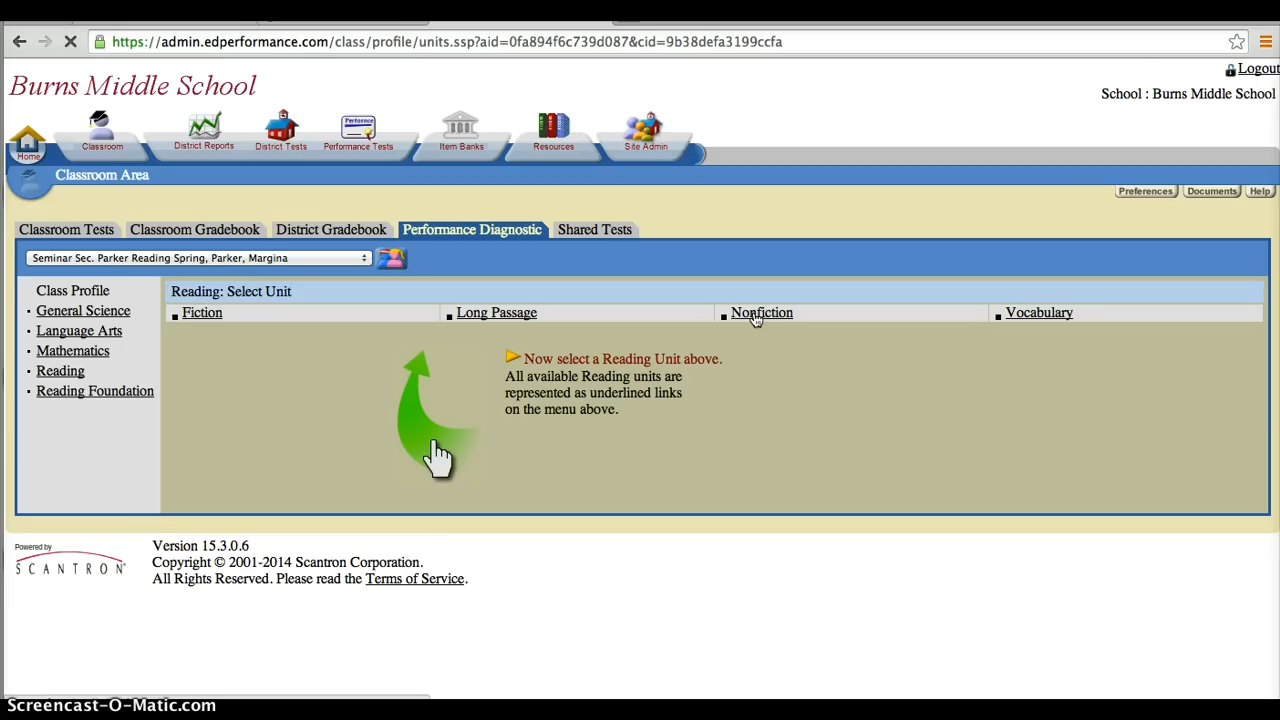 https://admin.edperformance.com/class/profile/units.ssp?aid=0fa894f6c739d087&cid=9b38defa3199ccfa
Logout
Burns Middle School
School : Burns Middle School
Home
Classroom
District Reports
District Tests
Performance Tests
Item Banks
Resources
Site Admin
Classroom Area
Preferences Documents Help
Classroom Tests Classroom Gradebook District Gradebook Performance Diagnostic Shared Tests
Seminar Sec. Parker Reading Spring, Parker, Margina
Class Profile
General Science
Language Arts
Mathematics
Reading
Reading Foundation
Reading: Select Unit
Fiction Long Passage Nonfiction Vocabulary
Now select a Reading Unit above.
All available Reading units are
represented as underlined links
on the menu above.
Powered by
SCANTRON
Version 15.3.0.6
Copyright © 2001-2014 Scantron Corporation.
All Rights Reserved. Please read the Terms of Service.
Screencast-O-Matic.com